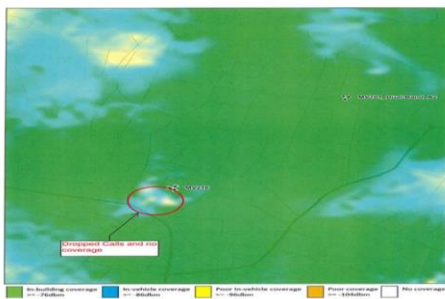 Dropped Calls and no
coverage
In-building coverage
>= -76dbm
In-vehicle coverage
>= -86dbm
Poor In-vehicle coverage
>= -96dbm
Poor coverage
>= -104dbm
No coverage